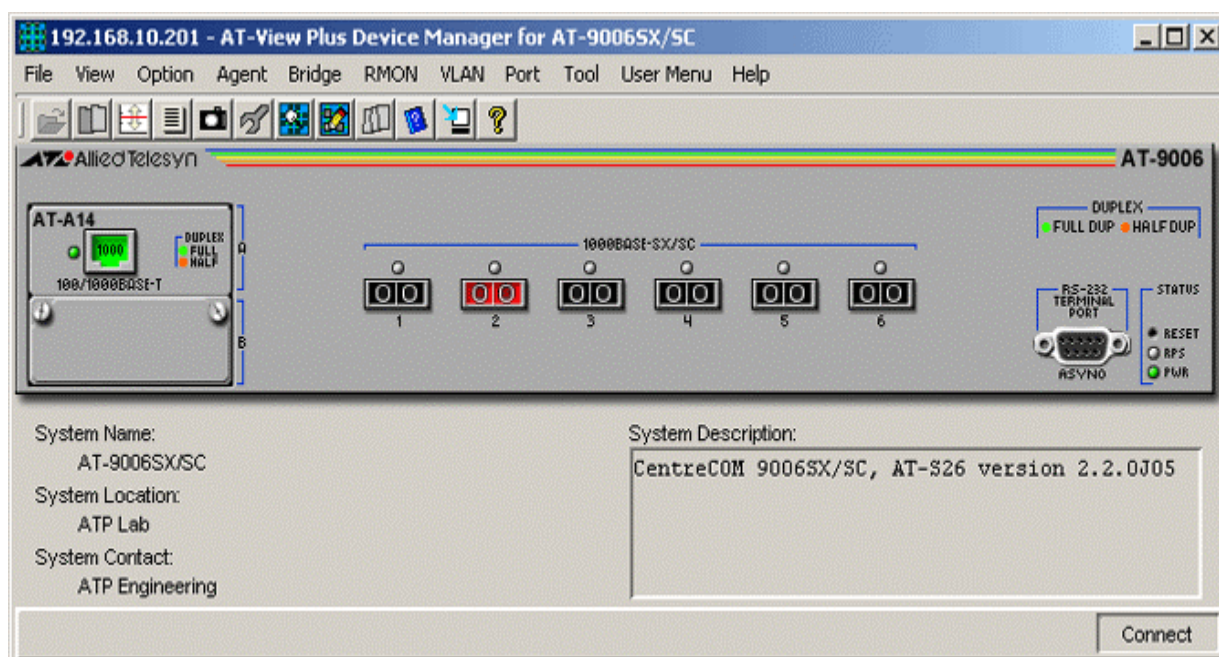 192.168.10.201 - AT-View Plus Device Manager for AT-9006SX/SC
File View Option Agent Bridge RMON VLAN Port Tool User Menu Help
Allied Telesyn
AT-9006
AT-A14
1000
DUPLEX
FULL
HALF
100/1000BASE-T
A
B
1000BASE-SX/SC
1 2 3 4 5 6
DUPLEX
FULL DUP HALF DUP
RS-232
TERMINAL
PORT
ASYNO
STATUS
RESET
RPS
PWR
System Name:
AT-9006SX/SC
System Location:
ATP Lab
System Contact:
ATP Engineering
System Description:
CentreCOM 9006SX/SC, AT-S26 version 2.2.0J05
Connect